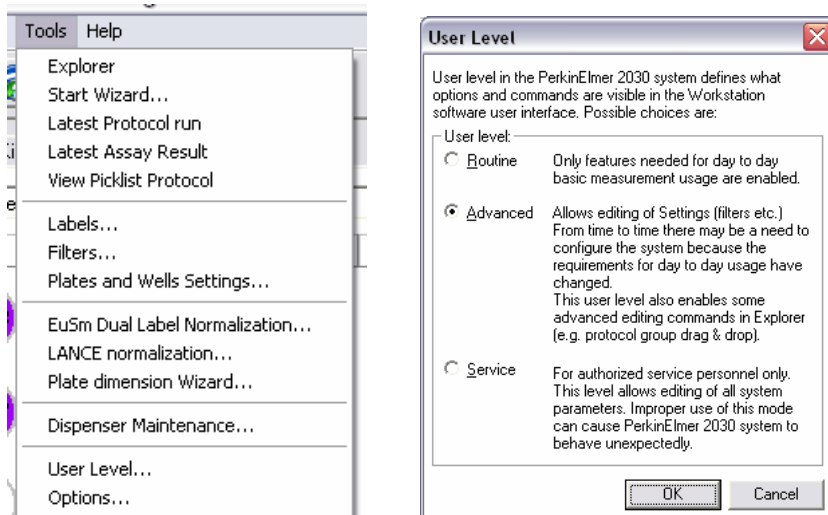 Tools Help
Explorer
Start Wizard...
Latest Protocol run
Latest Assay Result
View Picklist Protocol
Labels...
Filters...
Plates and Wells Settings...
EuSm Dual Label Normalization...
LANCE normalization...
Plate dimension Wizard...
Dispenser Maintenance...
User Level...
Options...
User Level
User level in the PerkinElmer 2030 system defines what
options and commands are visible in the Workstation
software user interface. Possible choices are:
User level:
Routine Only features needed for day to day
basic measurement usage are enabled.
Advanced Allows editing of Settings (filters etc.)
From time to time there may be a need to
configure the system because the
requirements for day to day usage have
changed.
This user level also enables some
advanced editing commands in Explorer
(e.g. protocol group drag & drop).
Service For authorized service personnel only.
This level allows editing of all system
parameters. Improper use of this mode
can cause PerkinElmer 2030 system to
behave unexpectedly.
OK Cancel